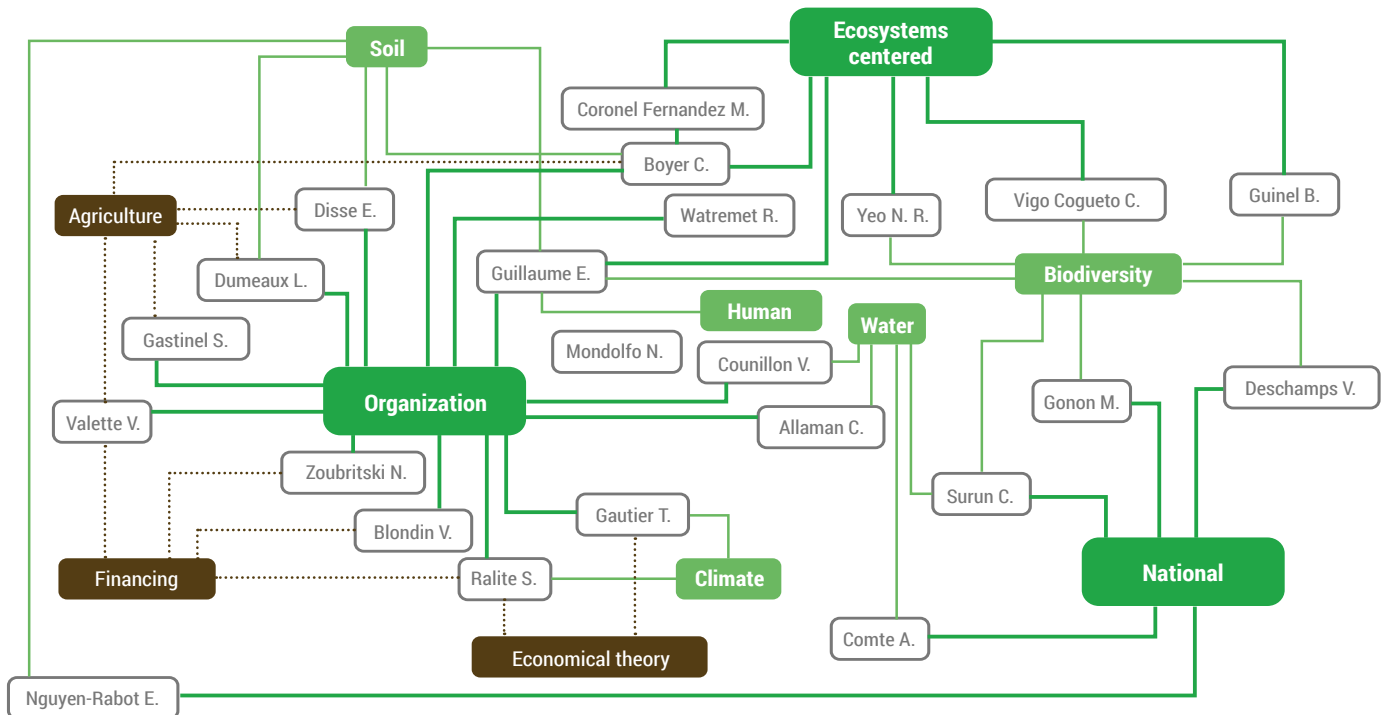 Ecosystems
centered
Soil
Coronel Fernandez M.
Boyer C.
Agriculture
Disse E.
Watremet R.
Yeo N. R.
Vigo Cogueto C.
Guinel B.
Dumeaux L.
Guillaume E.
Biodiversity
Human
Water
Gastinel S.
Mondolfo N.
Counillon V.
Organization
Gonon M.
Deschamps V.
Valette V.
Allaman C.
Zoubritski N.
Surun C.
Blondin V.
Gautier T.
Financing
Ralite S.
Climate
National
Comte A.
Economical theory
Nguyen-Rabot E.